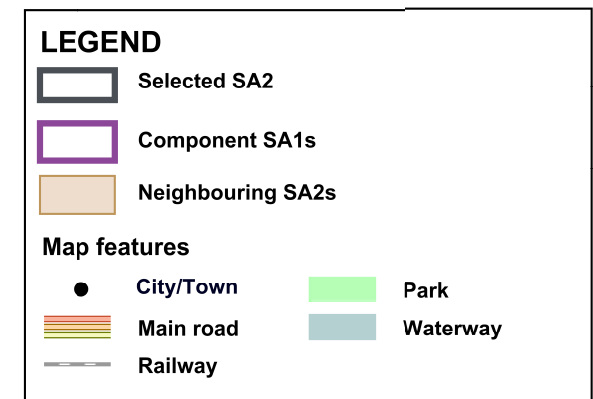 LEGEND
Selected SA2
Component SA1s
Neighbouring SA2s
Map features
City/Town
Park
Main road
Waterway
Railway